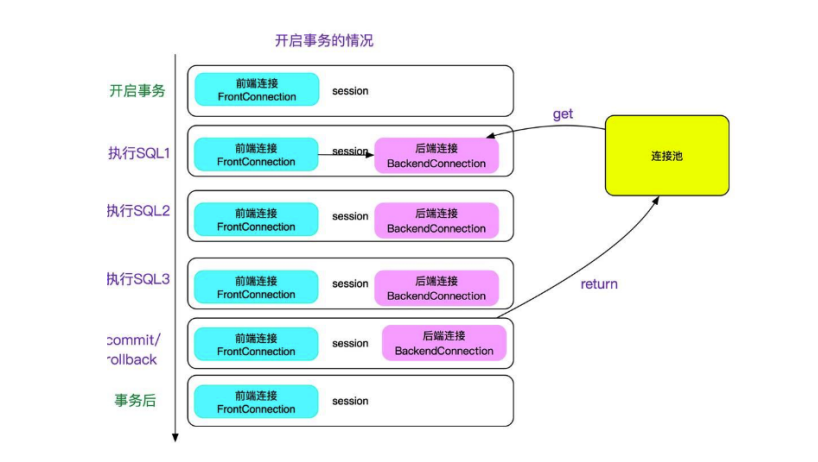 开启事务的情况
开启事务
前端连接
FrontConnection
session
get
执行SQL1
前端连接
FrontConnection
session
后端连接
BackendConnection
连接池
执行SQL2
前端连接
FrontConnection
session
后端连接
BackendConnection
执行SQL3
前端连接
FrontConnection
session
后端连接
BackendConnection
return
commit/
rollback
前端连接
FrontConnection
session
后端连接
BackendConnection
事务后
前端连接
FrontConnection
session